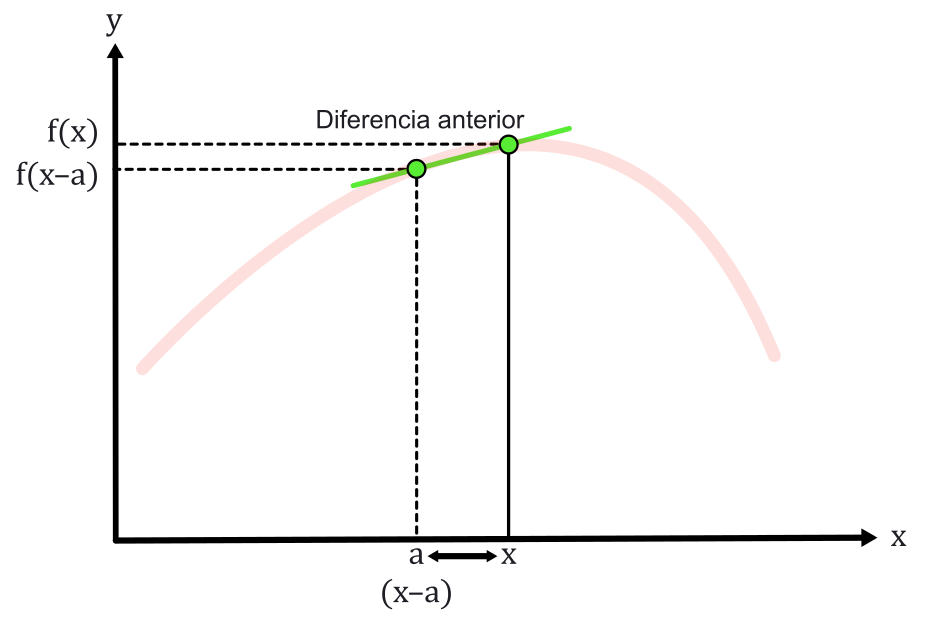 y
Diferencia anterior
f(x)
f(x–a)
x
a
x
(x–a)